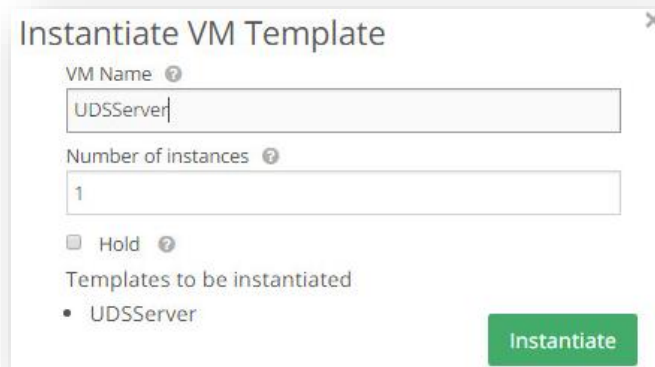 Instantiate VM Template
VM Name
UDSServer
Number of instances
1
Hold
Templates to be instantiated
• UDSServer
Instantiate